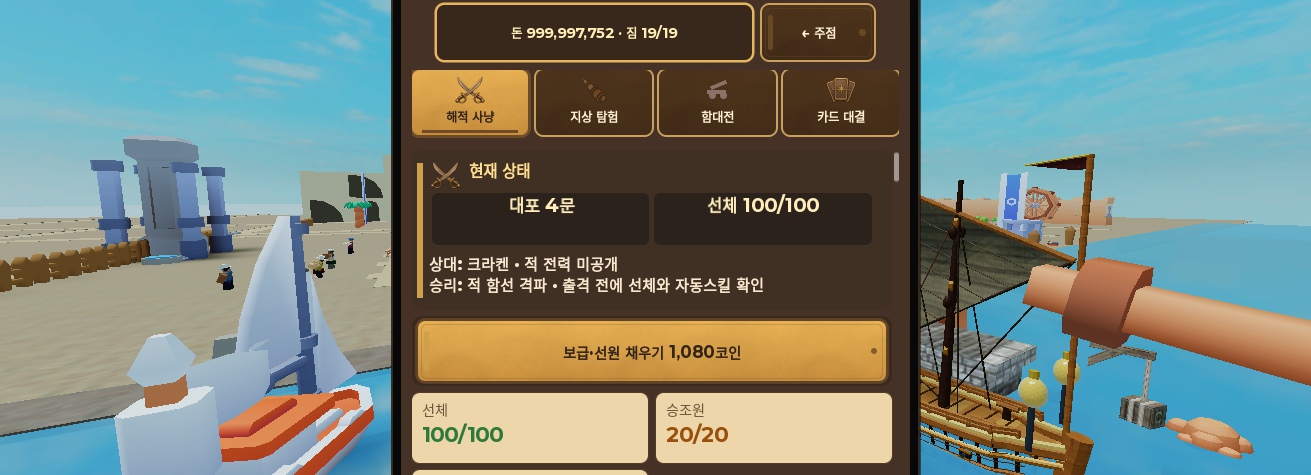 돈 999,997,752 · 짐 19/19
← 주점
해적 사냥
지상 탐험
함대전
카드 대결
현재 상태
대포 4문
선체 100/100
상대: 크라켄 • 적 전력 미공개
승리: 적 함선 격파 • 출격 전에 선체와 자동스킬 확인
보급·선원 채우기 1,080코인
선체
승조원
100/100
20/20